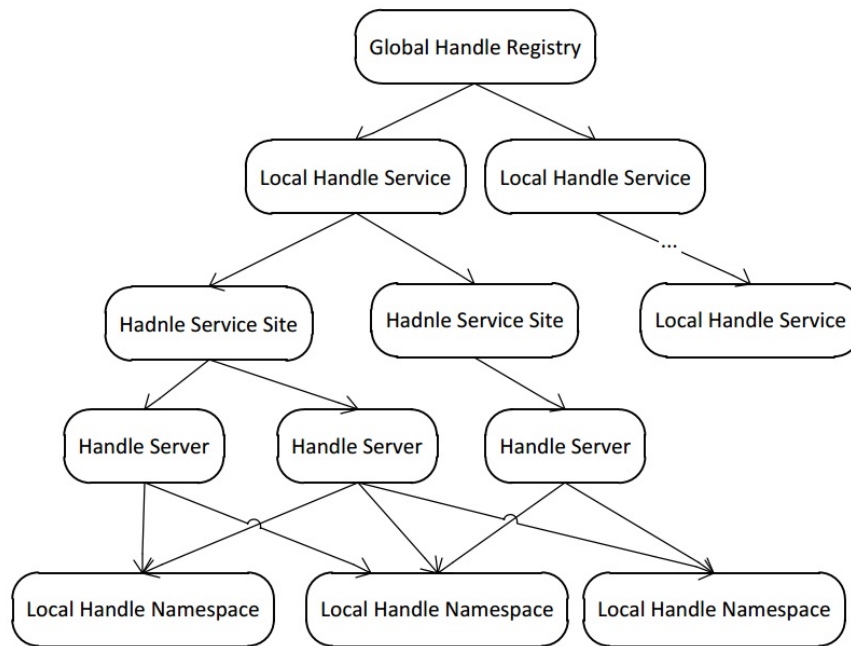 Global Handle Registry
Local Handle Service
Local Handle Service
...
Hadnle Service Site
Hadnle Service Site
Local Handle Service
Handle Server
Handle Server
Handle Server
Local Handle Namespace
Local Handle Namespace
Local Handle Namespace